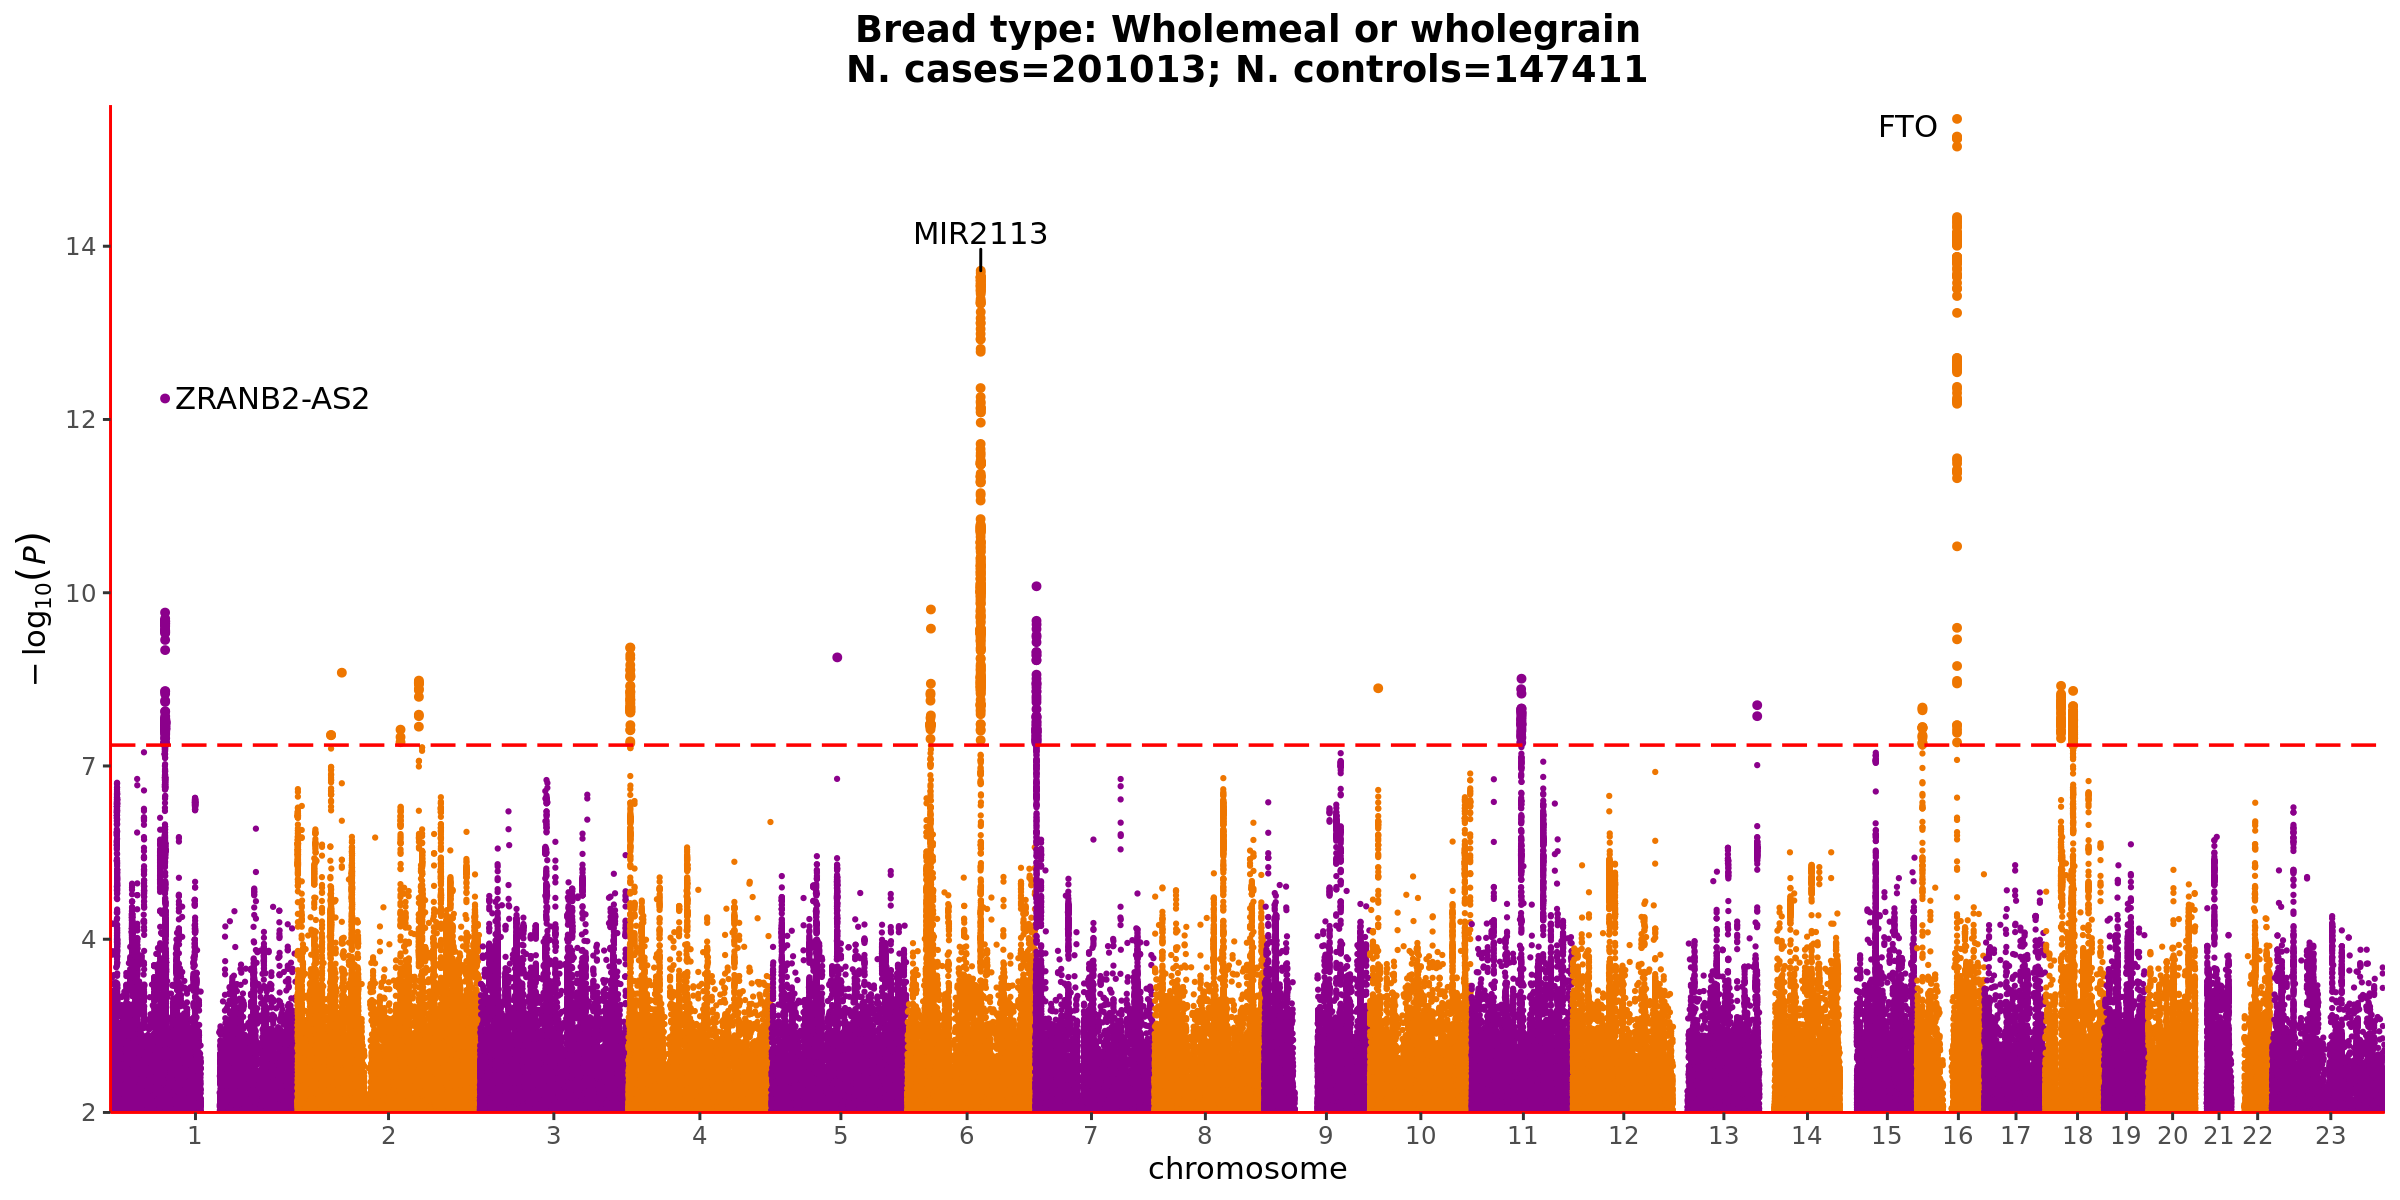 Bread type: Wholemeal or wholegrain
N. cases=201013; N. controls=147411
FTO
MIR2113
ZRANB2-AS2
14
12
10
7
4
2
− log10(P)
1 2 3 4 5 6 7 8 9 10 11 12 13 14 15 16 17 18 19 20 21 22 23
chromosome